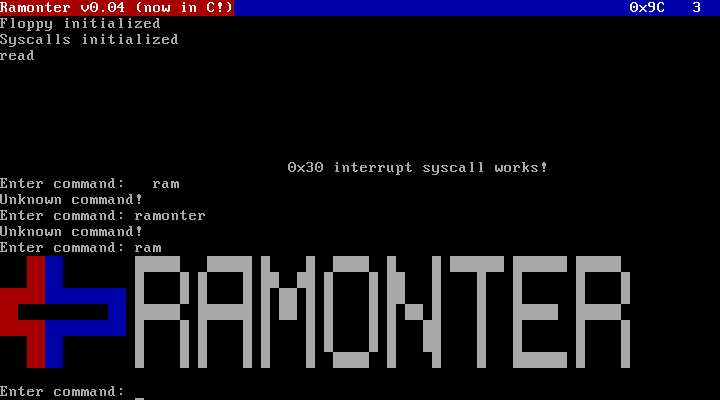 Ramonter v0.04 (now in C!) 0x9C 3
Floppy initialized
Syscalls initialized
read
0x30 interrupt syscall works!
Enter command:   ram
Unknown command!
Enter command: ramonter
Unknown command!
Enter command: ram
RAMONTER
Enter command: